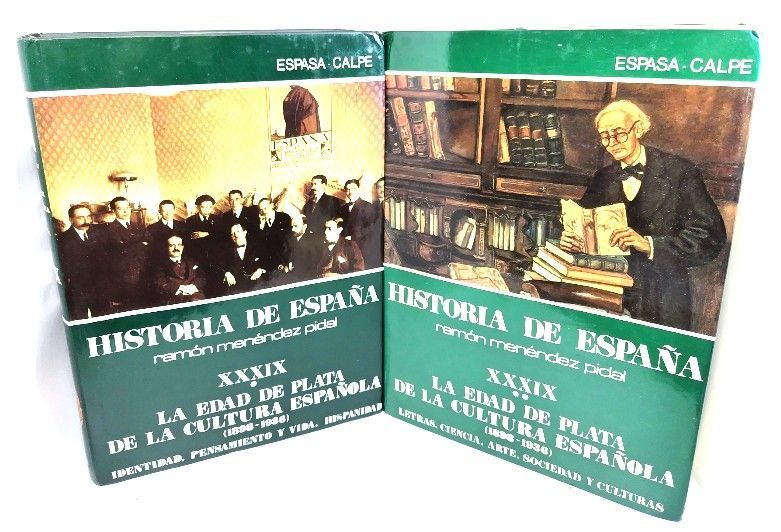 ESPASA-CALPE
ESPAÑA
HISTORIA DE ESPAÑA
ramón menéndez pidal
XXXIX
*
LA EDAD DE PLATA
DE LA CULTURA ESPAÑOLA
(1898-1936)
IDENTIDAD. PENSAMIENTO Y VIDA. HISPANIDAD
ESPASA-CALPE
HISTORIA DE ESPAÑA
ramón menéndez pidal
XXXIX
**
LA EDAD DE PLATA
DE LA CULTURA ESPAÑOLA
(1898-1936)
LETRAS. CIENCIA. ARTE. SOCIEDAD Y CULTURAS